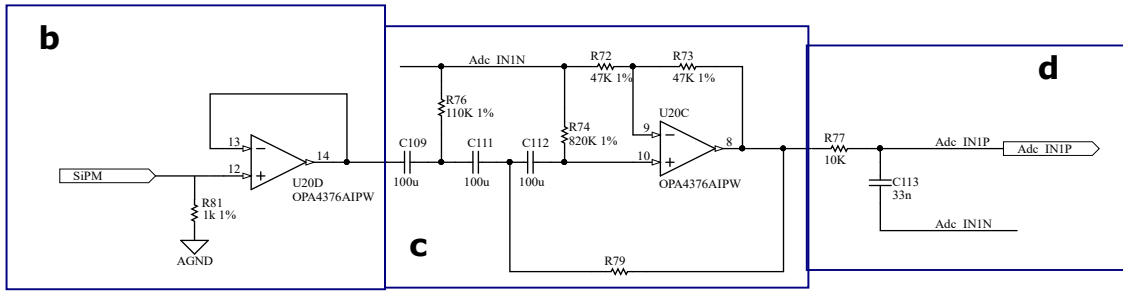 b
SiPM
R81
1k 1%
AGND
13
12
14
U20D
OPA4376AIPW
c
Adc_IN1N
R76
110K 1%
C109
100u
C111
100u
C112
100u
R74
820K 1%
R72
47K 1%
R73
47K 1%
U20C
9
10
8
OPA4376AIPW
R79
d
R77
10K
Adc_IN1P
Adc_IN1P
C113
33n
Adc_IN1N